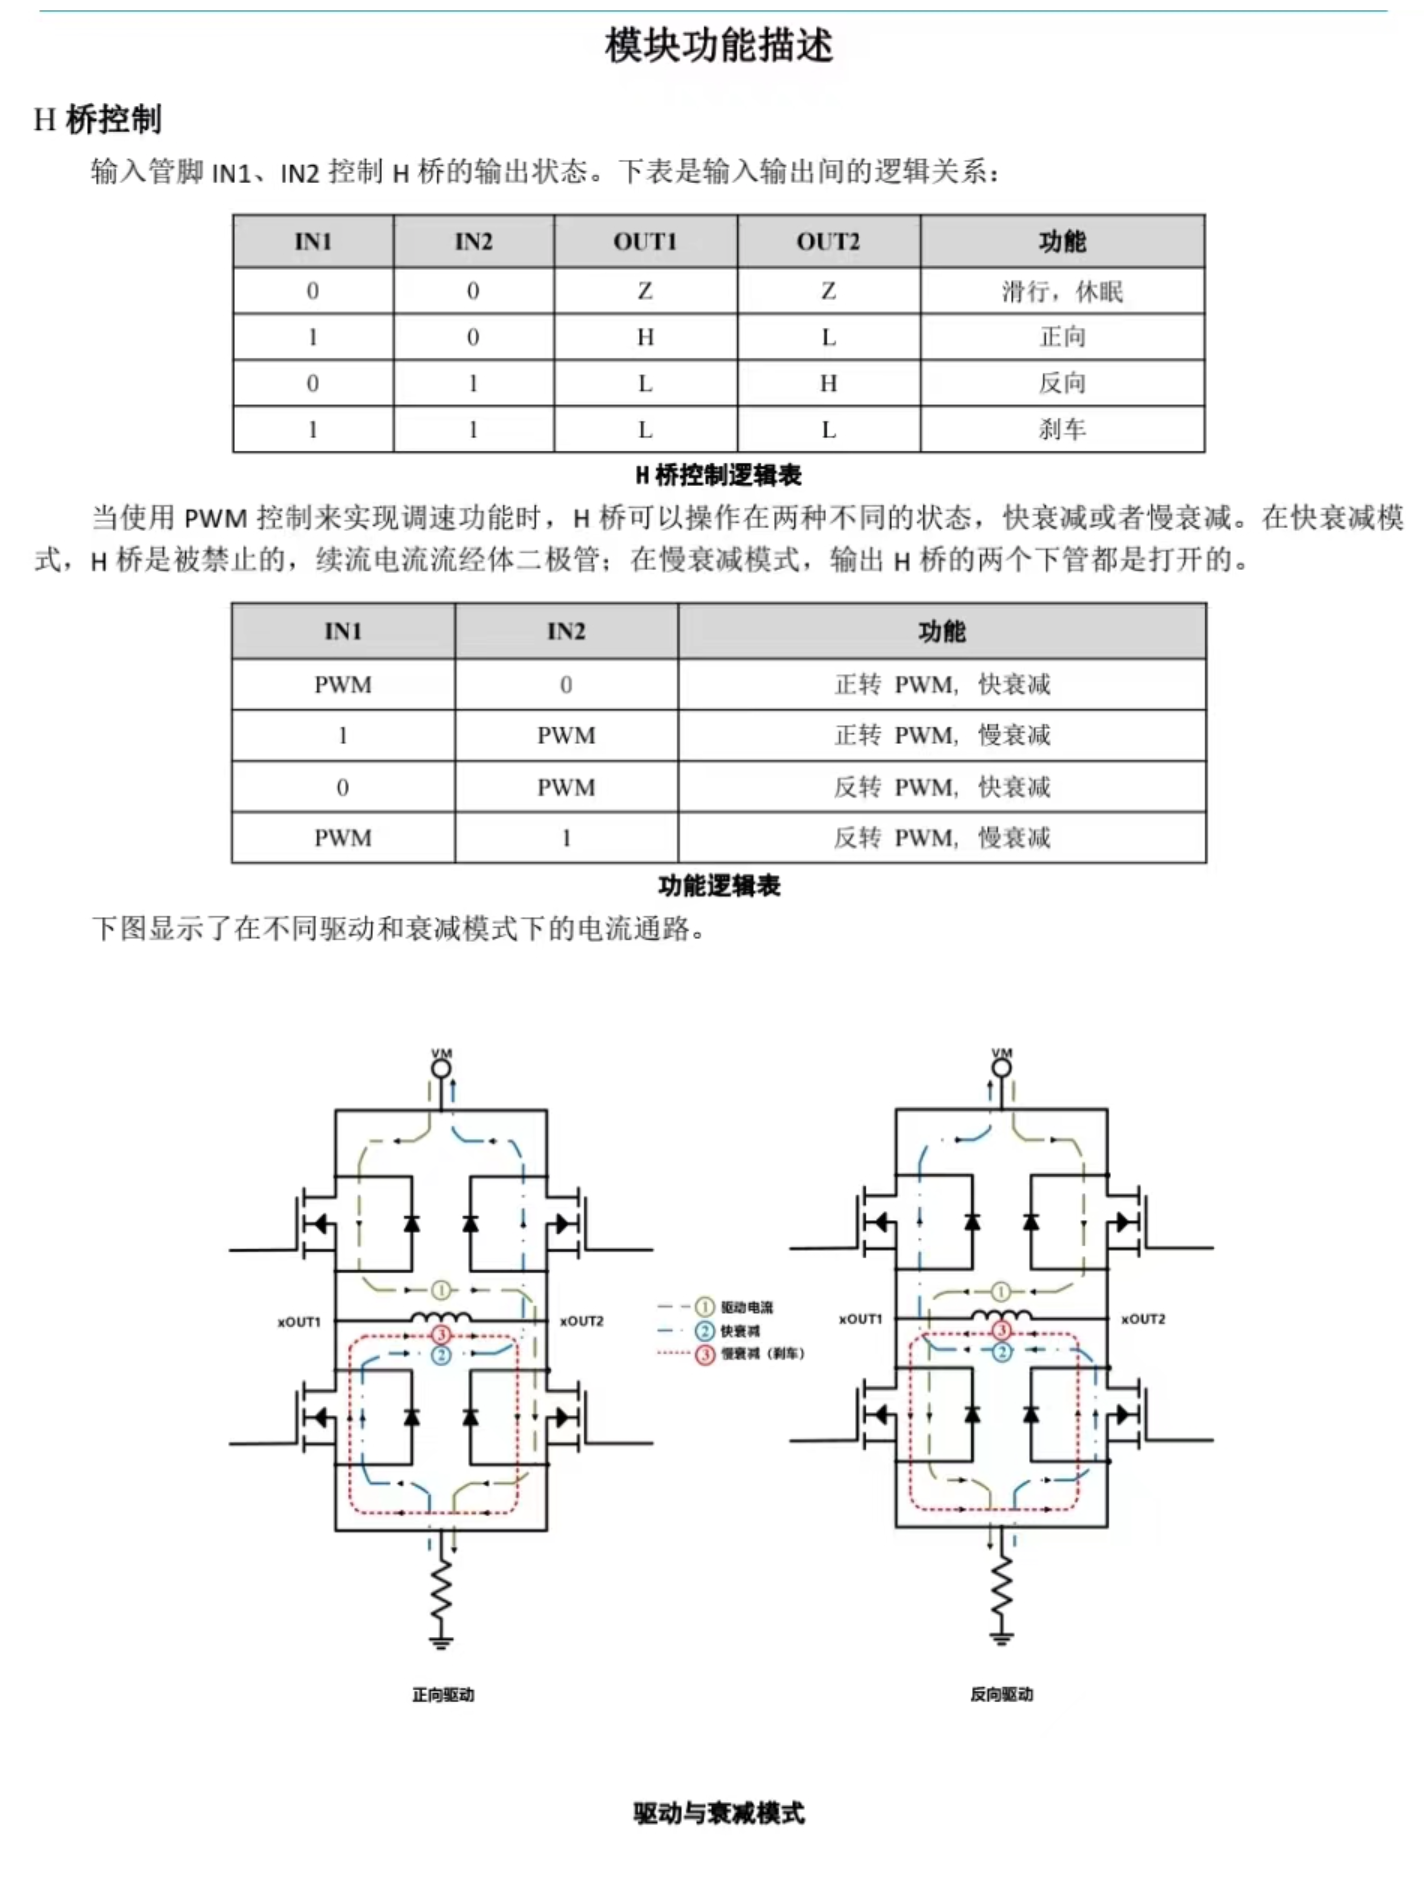 模块功能描述
H 桥控制
输入管脚 IN1、IN2 控制 H 桥的输出状态。下表是输入输出间的逻辑关系：
IN1 IN2 OUT1 OUT2 功能
0 0 Z Z 滑行，休眠
1 0 H L 正向
0 1 L H 反向
1 1 L L 刹车
H 桥控制逻辑表
当使用 PWM 控制来实现调速功能时，H 桥可以操作在两种不同的状态，快衰减或者慢衰减。在快衰减模
式，H 桥是被禁止的，续流电流流经体二极管；在慢衰减模式，输出 H 桥的两个下管都是打开的。
IN1 IN2 功能
PWM 0 正转 PWM，快衰减
1 PWM 正转 PWM，慢衰减
0 PWM 反转 PWM，快衰减
PWM 1 反转 PWM，慢衰减
功能逻辑表
下图显示了在不同驱动和衰减模式下的电流通路。
VM
VM
1
1
① 驱动电流
xOUT1
xOUT2
xOUT1
xOUT2
② 快衰减
3
3
2
2
③ 慢衰减（刹车）
正向驱动
反向驱动
驱动与衰减模式